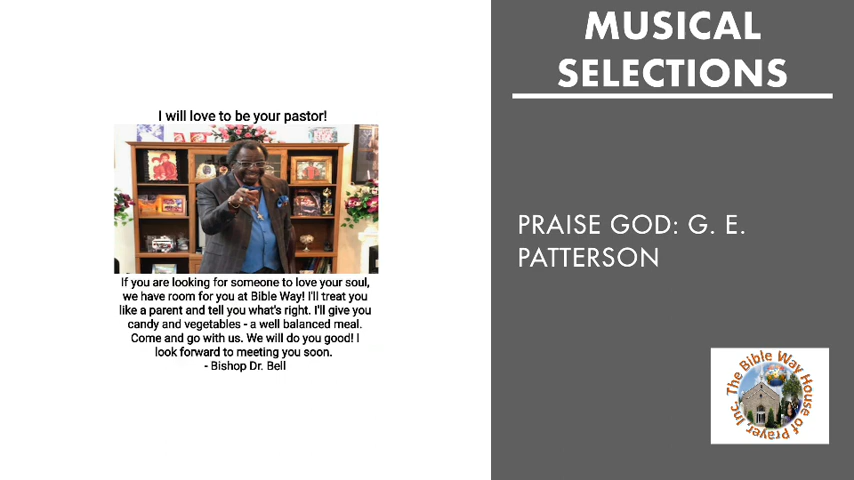 I will love to be your pastor!
If you are looking for someone to love your soul,
we have room for you at Bible Way! I'll treat you
like a parent and tell you what's right. I'll give you
candy and vegetables - a well balanced meal.
Come and go with us. We will do you good! I
look forward to meeting you soon.
- Bishop Dr. Bell
MUSICAL
SELECTIONS
PRAISE GOD: G. E.
PATTERSON
The Bible Way House of Prayer, Inc.